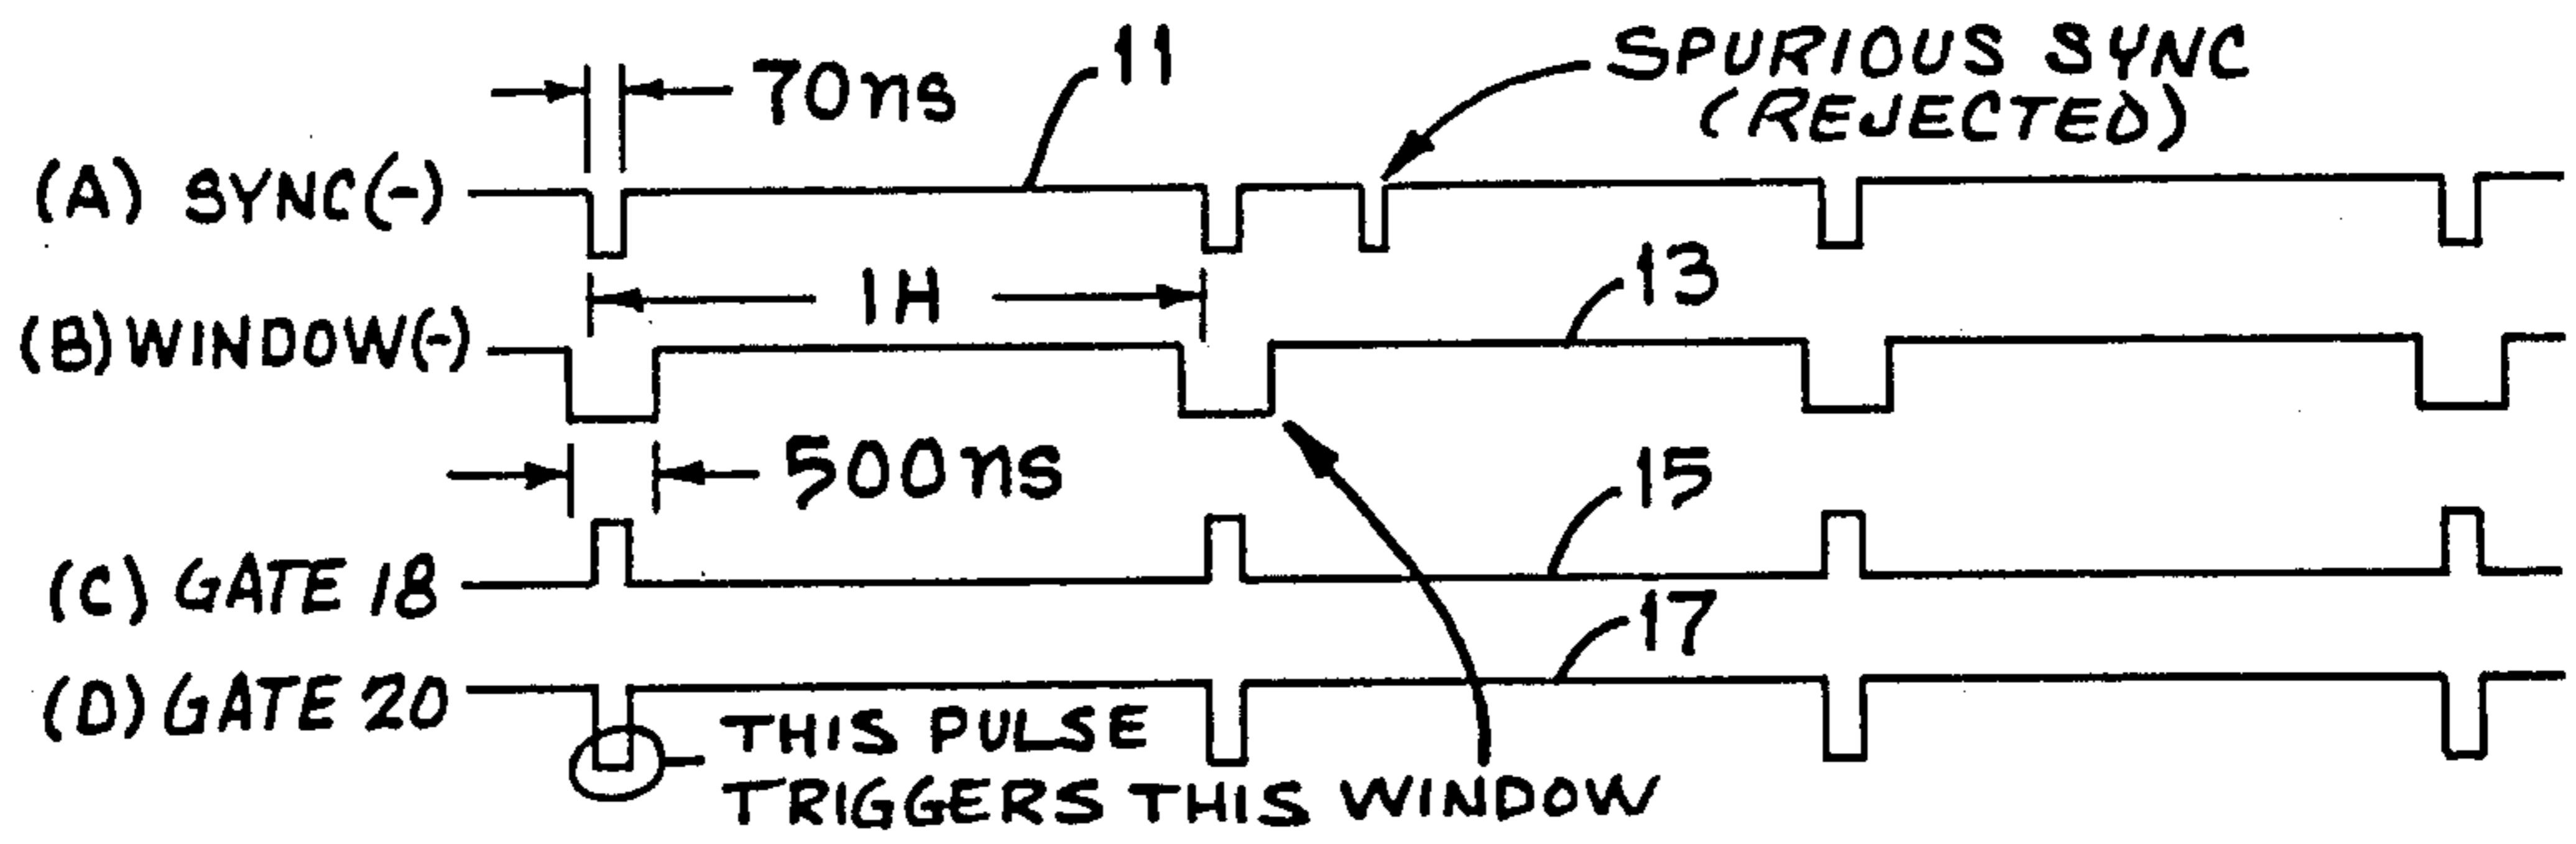 70ns
11
SPURIOUS SYNC
(REJECTED)
(A) SYNC(-)
1H
13
(B) WINDOW(-)
500ns
15
(C) GATE 18
17
(D) GATE 20
THIS PULSE
TRIGGERS THIS WINDOW